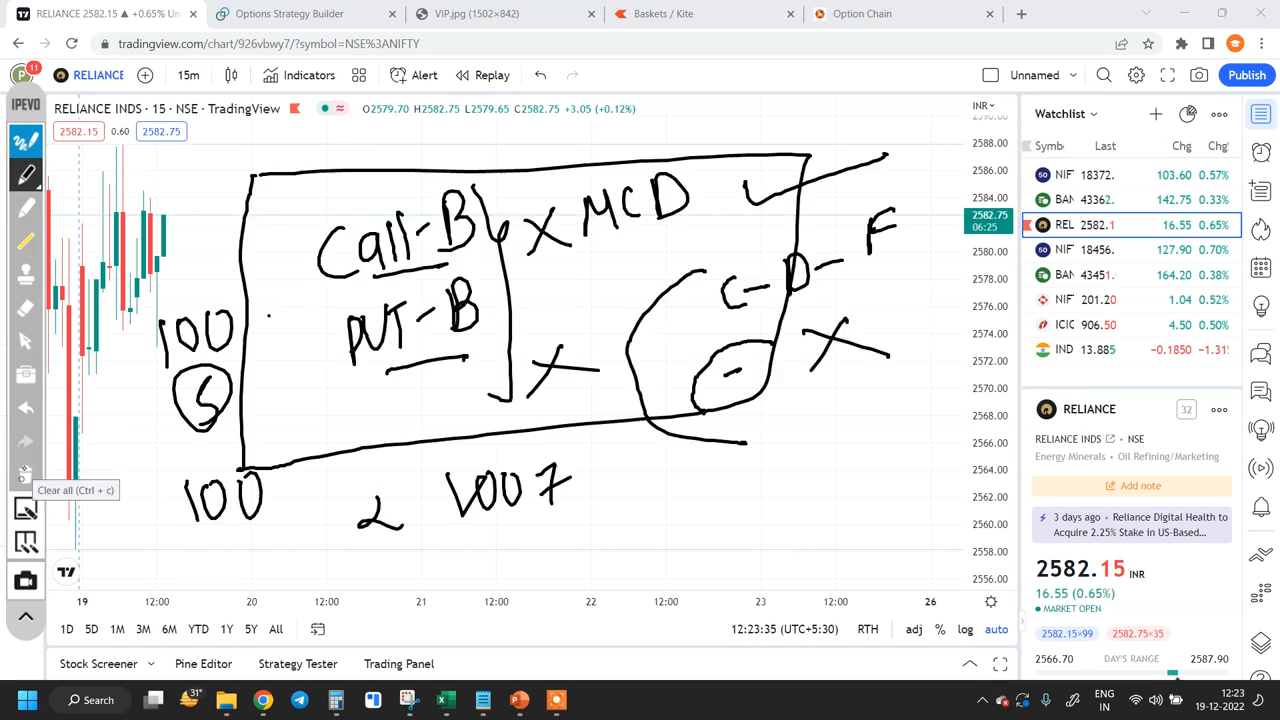 RELIANCE 2582.15 ▲ +0.65% Un
Options Strategy Builder
VIP.jpg (1502×842)
Baskets / Kite
Option Chain
tradingview.com/chart/926vbwy7/?symbol=NSE%3ANIFTY
P 11
RELIANCE
15m
Indicators
Alert
Replay
Unnamed
Publish
IPEVO
RELIANCE INDS · 15 · NSE · TradingView
O2579.70 H2582.75 L2579.65 C2582.75 +3.05 (+0.12%)
2582.15 0.60 2582.75
INR
2590.00
2588.00
2586.00
2584.00
2582.75
06:25
2580.00
2578.00
2576.00
2574.00
2572.00
2570.00
2568.00
2566.00
2564.00
2562.00
2560.00
2558.00
2556.00
Call-B
X MCD
F
C-D-
PUT-B
100
X
X
S
100
2
1007
Clear all (Ctrl + c)
19 12:00 20 12:00 21 12:00 22 12:00 23 12:00 26
1D 5D 1M 3M 6M YTD 1Y 5Y All
12:23:35 (UTC+5:30) RTH adj % log auto
Stock Screener Pine Editor Strategy Tester Trading Panel
Watchlist
Symb Last Chg Chg
50 NIF 18372. 103.60 0.57%
BAN 43362. 142.75 0.33%
REL 2582.1 16.55 0.65%
50 NIF 18456. 127.90 0.70%
BAN 43451. 164.20 0.38%
NIF 201.20 1.04 0.52%
ICIC 906.50 4.50 0.50%
IND 13.885 −0.1850 −1.31
RELIANCE 32
RELIANCE INDS · NSE
Energy Minerals · Oil Refining/Marketing
Add note
3 days ago · Reliance Digital Health to
Acquire 2.25% Stake in US-Based...
2582.15 INR
16.55 (0.65%)
MARKET OPEN
2582.15×99 2582.75×35
2566.70 DAY'S RANGE 2587.90
Search
31°
ENG
IN
12:23
19-12-2022